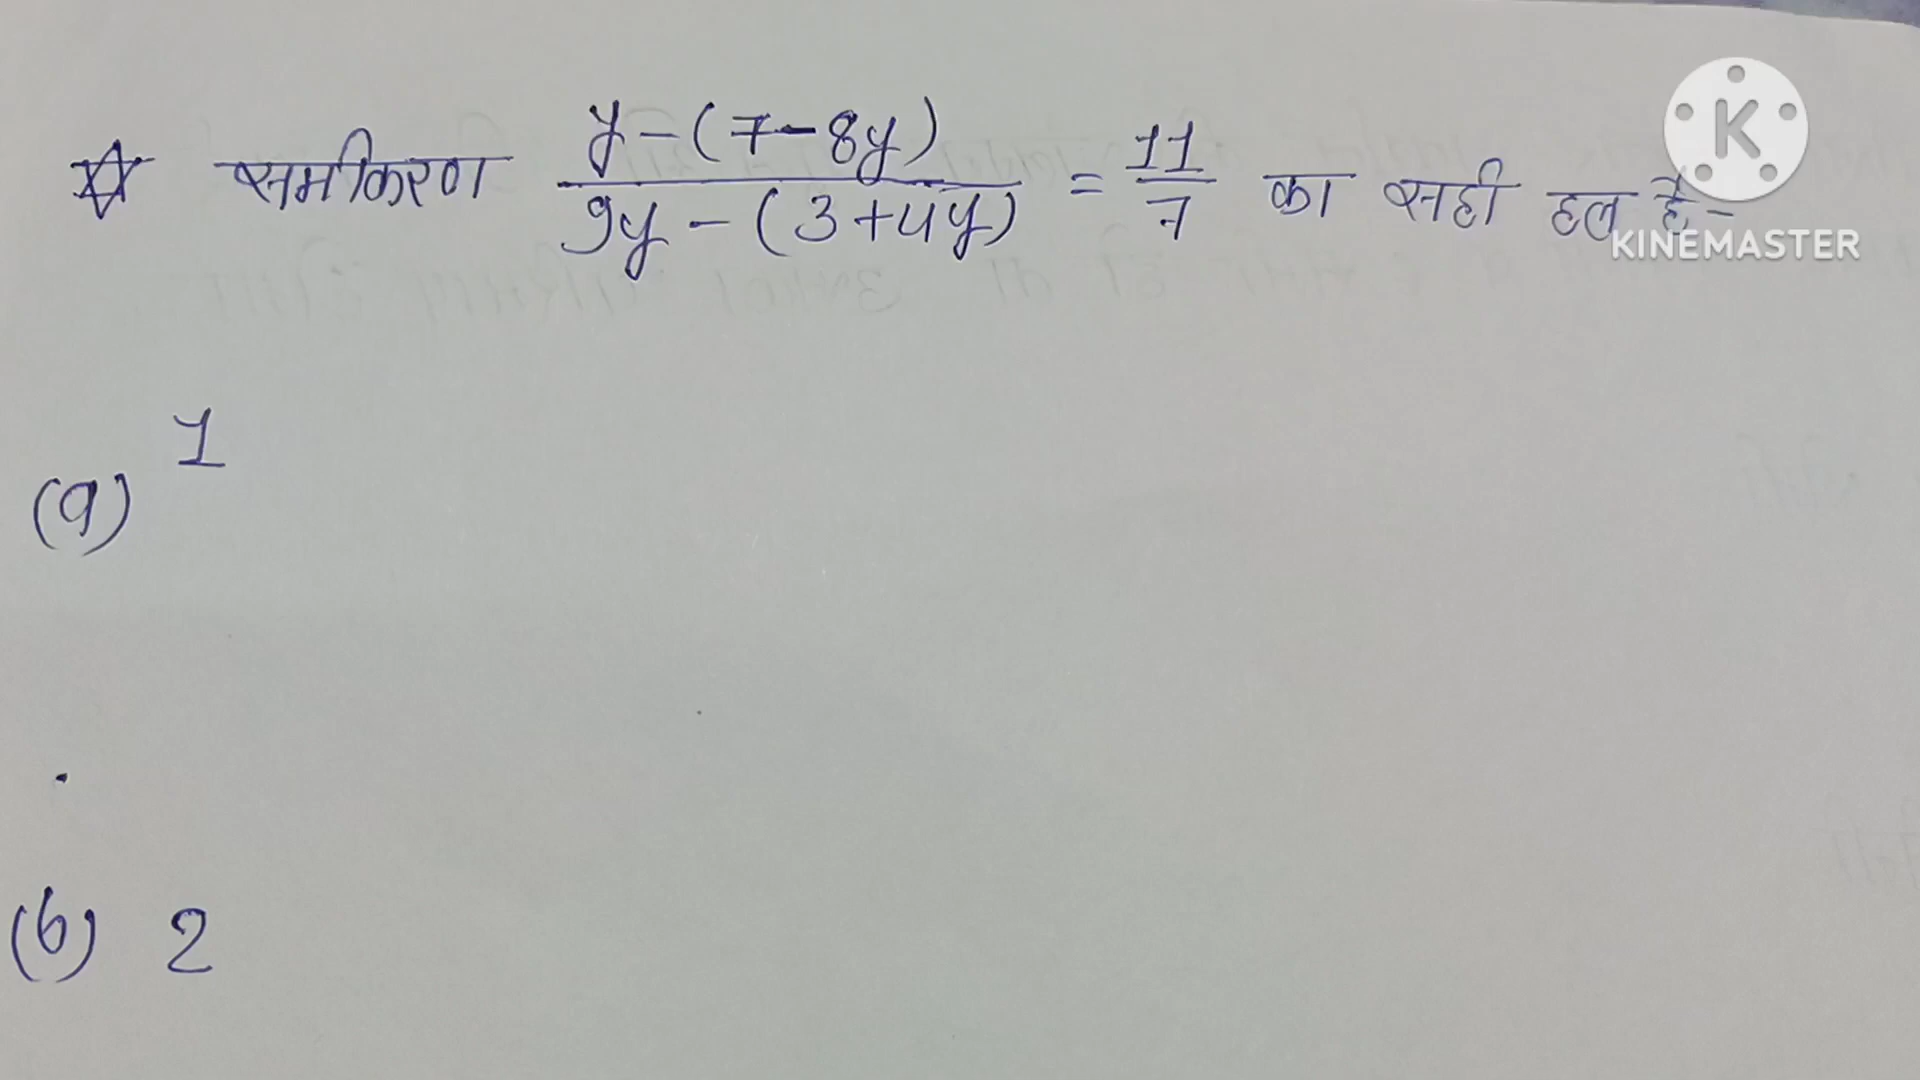 ☆ समीकरण y-(7-8y) / 9y-(3+4y) = 11/7 का सही हल है-
KINEMASTER
(a) 1
(b) 2